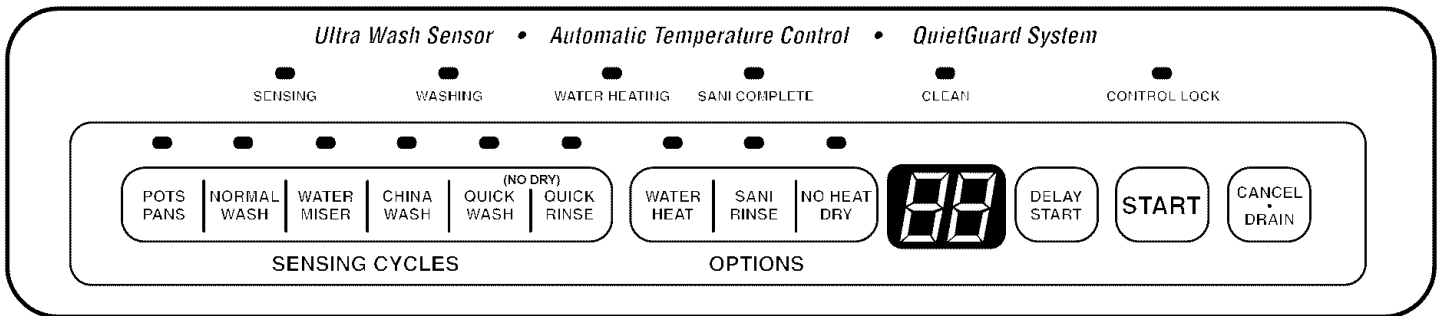 Ultra Wash Sensor • Automatic Temperature Control • QuietGuard System
SENSING WASHING WATER HEATING SANI COMPLETE CLEAN CONTROL LOCK
(NO DRY)
POTS PANS
NORMAL WASH
WATER MISER
CHINA WASH
QUICK WASH
QUICK RINSE
WATER HEAT
SANI RINSE
NO HEAT DRY
88
DELAY START
START
CANCEL • DRAIN
SENSING CYCLES OPTIONS